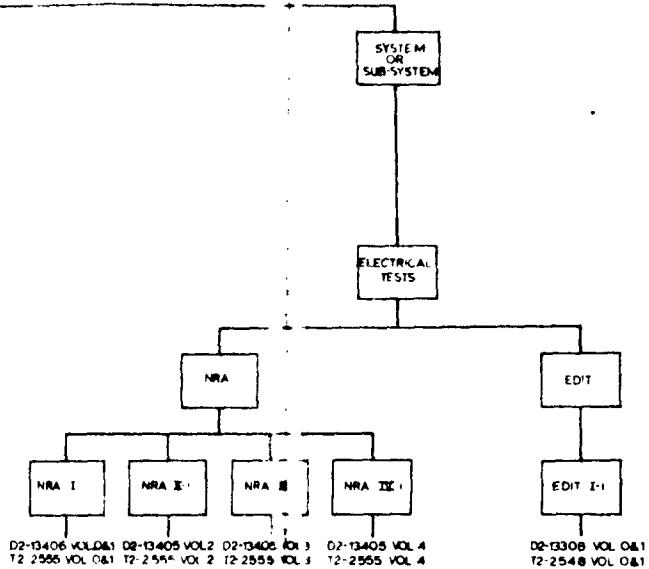 SYSTEM
OR
SUB-SYSTEM
ELECTRICAL
TESTS
NRA
EDIT
NRA I
NRA II-1
NRA III
NRA IV-1
EDIT I-1
D2-13406 VOL 0&1
T2-2555 VOL 0&1
D2-13405 VOL 2
T2-2555 VOL 2
D2-13405 VOL 3
T2-2555 VOL 3
D2-13405 VOL 4
T2-2555 VOL 4
D2-13308 VOL 0&1
T2-2548 VOL 0&1